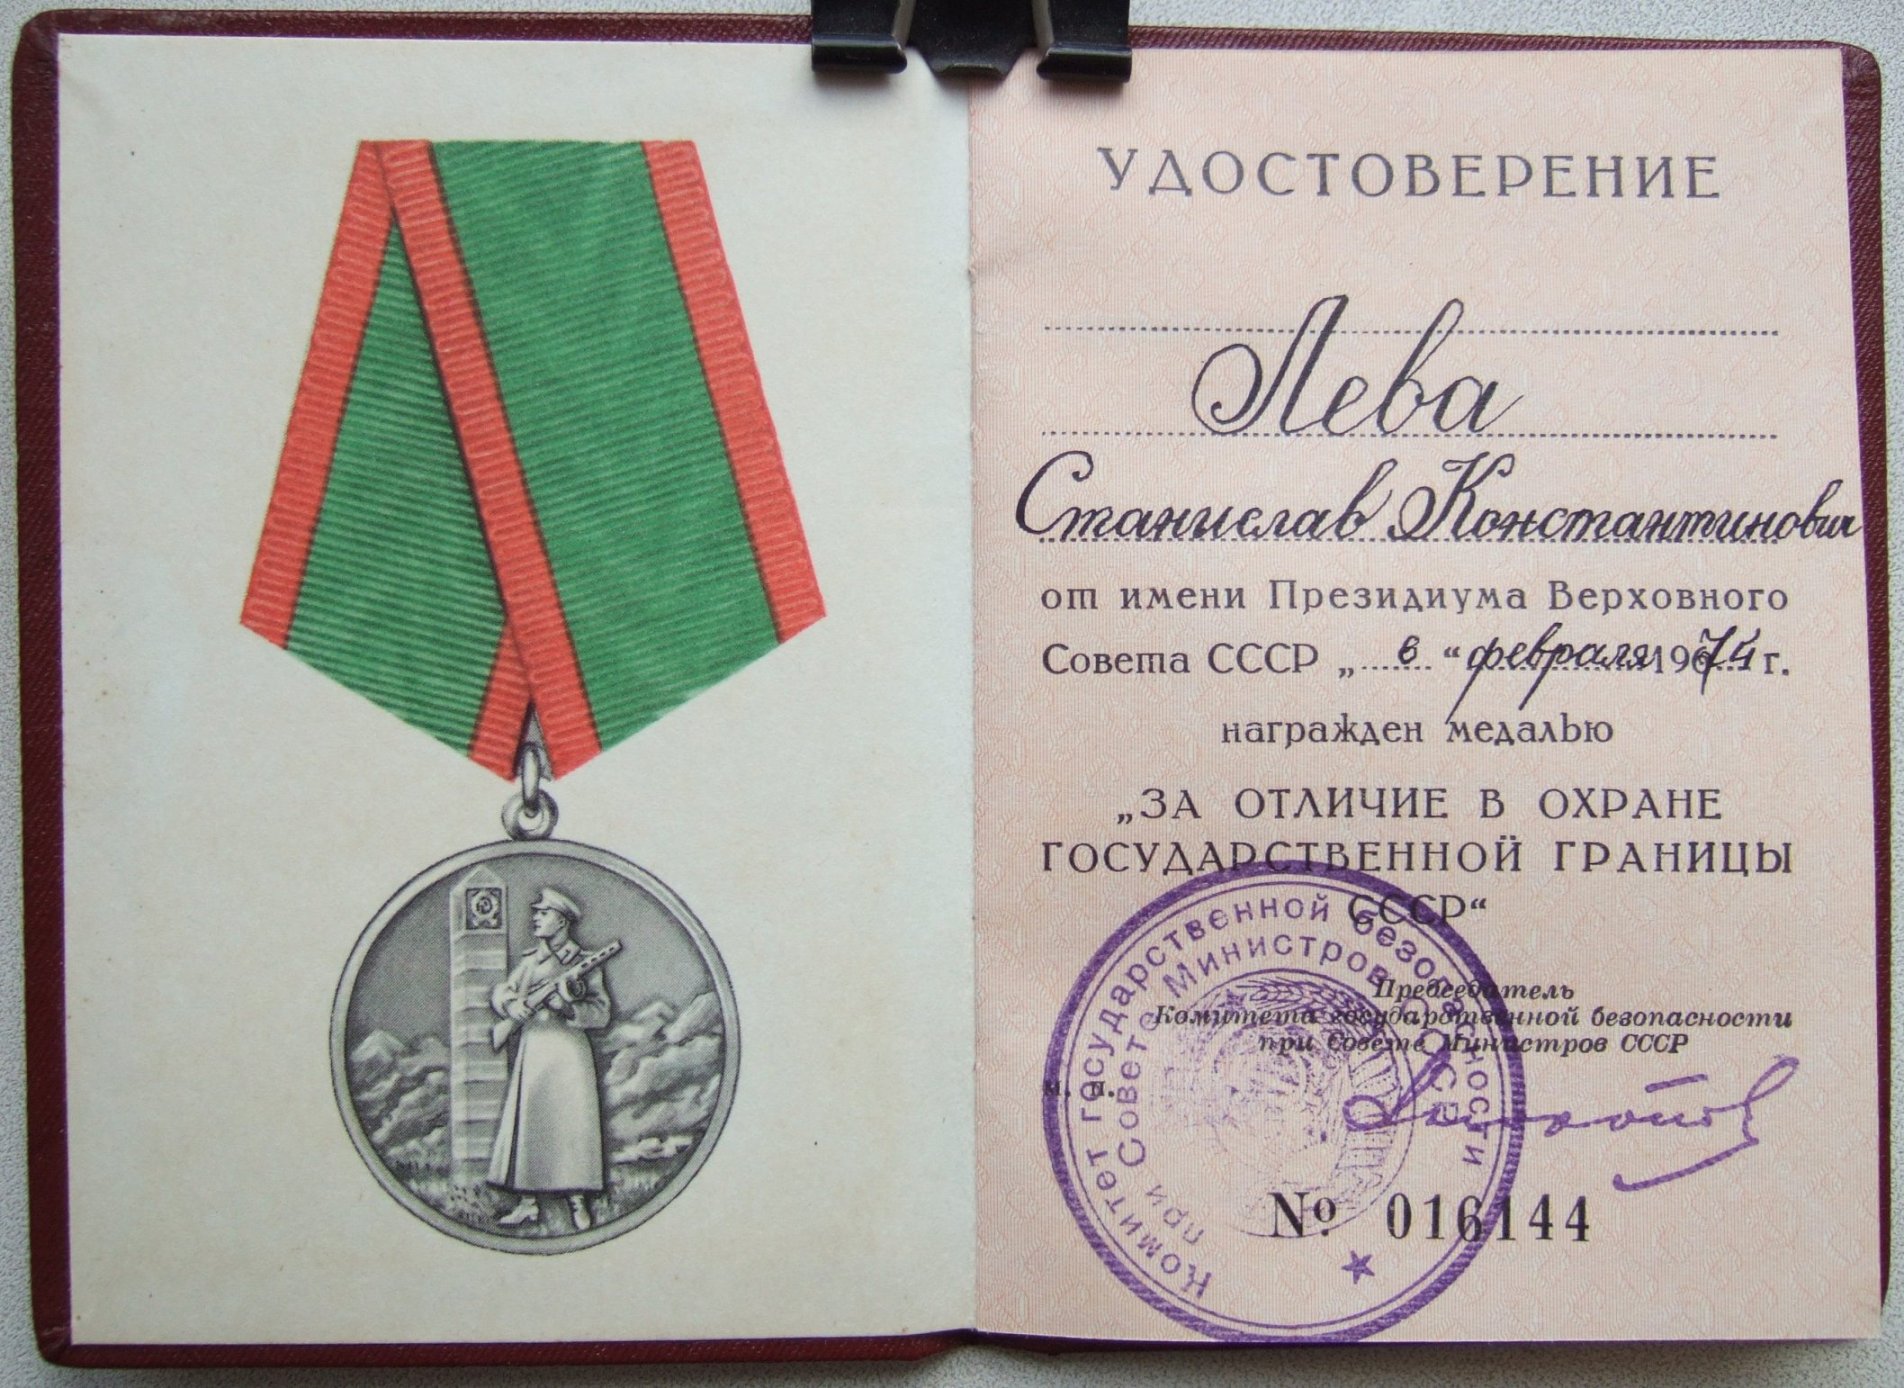 УДОСТОВЕРЕНИЕ
Лева
Станислав Константинович
от имени Президиума Верховного
Совета СССР „ 6 “ февраля 1974 г.
награжден медалью
„ЗА ОТЛИЧИЕ В ОХРАНЕ
ГОСУДАРСТВЕННОЙ ГРАНИЦЫ
СССР“
Председатель
Комитета государственной безопасности
при Совете Министров СССР
м. п.
Комитет государственной безопасности
при Совете Министров СССР
№ 016144